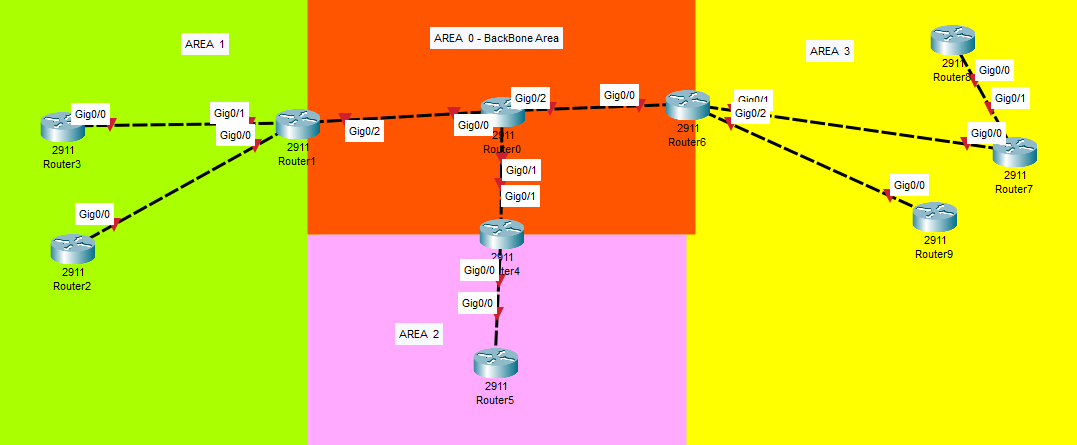 AREA 1
AREA 0 - BackBone Area
AREA 3
Gig0/0
2911
Router3
Gig0/1
Gig0/0
2911
Router1
Gig0/2
Gig0/0
Gig0/2
2911
Router0
Gig0/0
2911
Router6
Gig0/1
Gig0/2
2911
Router8
Gig0/0
Gig0/1
Gig0/0
2911
Router7
Gig0/0
2911
Router9
Gig0/0
2911
Router2
Gig0/1
Gig0/1
2911
Gig0/0
Gig0/0
AREA 2
2911
Router5